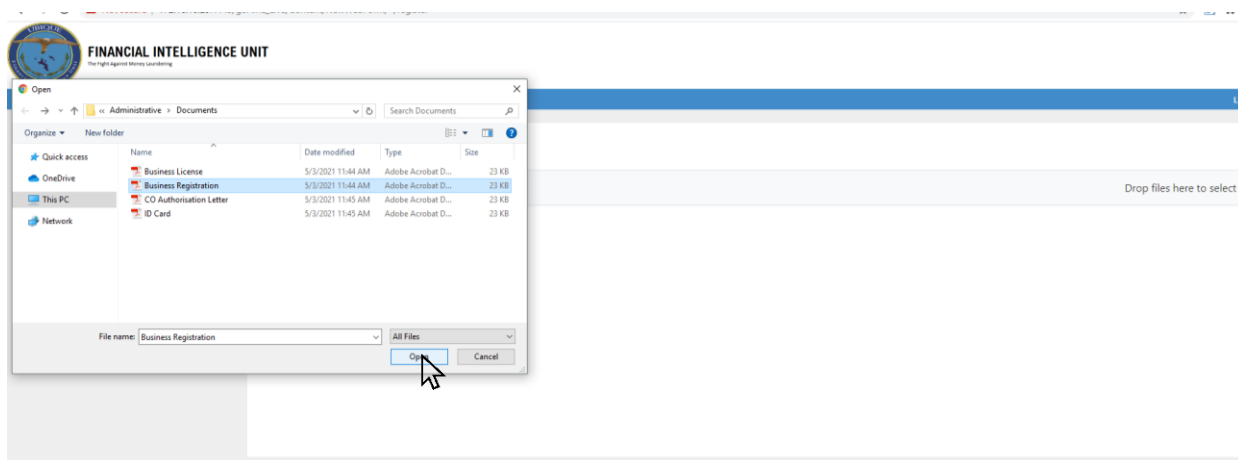 FINANCIAL INTELLIGENCE UNIT
The Fight Against Money Laundering
Open
« Administrative > Documents
Search Documents
Organize
New folder
Name Date modified Type Size
Quick access
OneDrive
This PC
Network
Business License 5/3/2021 11:44 AM Adobe Acrobat D... 23 KB
Business Registration 5/3/2021 11:44 AM Adobe Acrobat D... 23 KB
CO Authorisation Letter 5/3/2021 11:45 AM Adobe Acrobat D... 23 KB
ID Card 5/3/2021 11:45 AM Adobe Acrobat D... 23 KB
Drop files here to select
File name: Business Registration
All Files
Open
Cancel